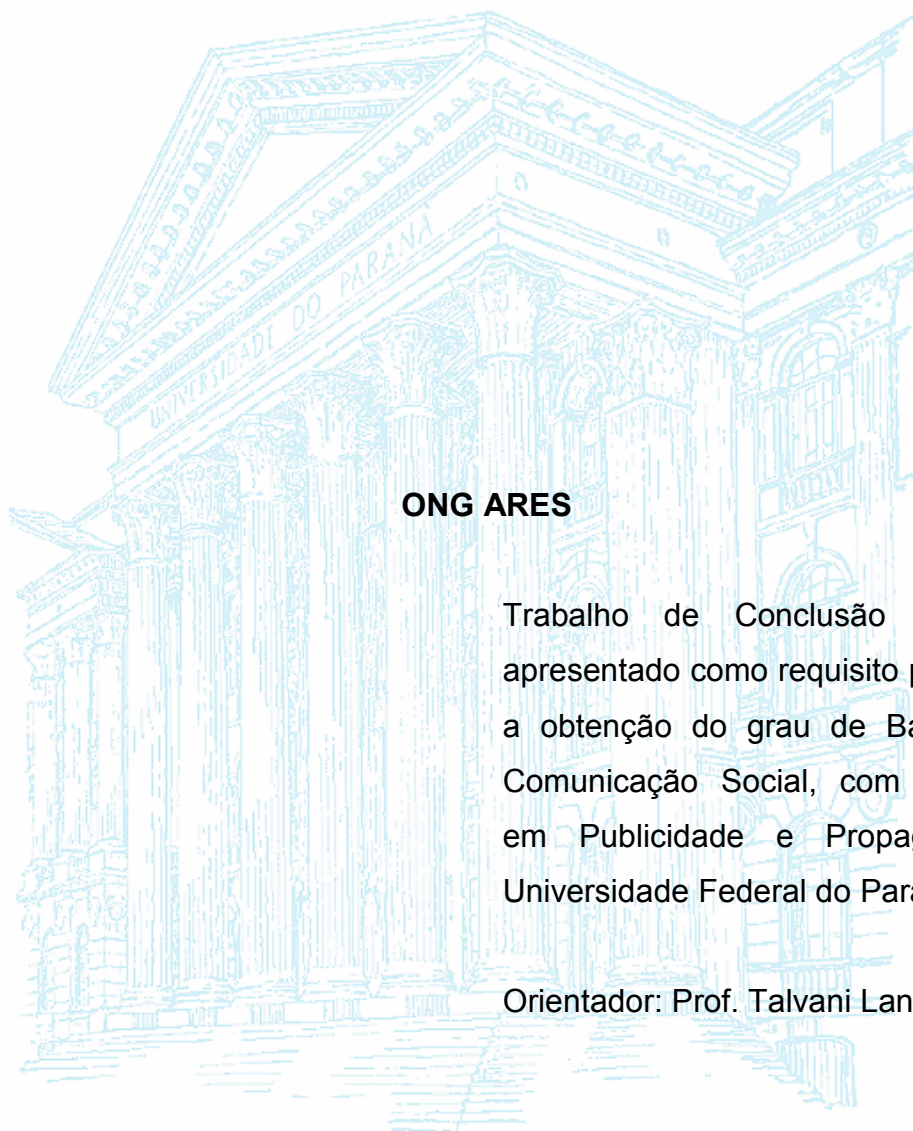 UNIVERSIDADE DO PARANÁ
ONG ARES
Trabalho de Conclusão
apresentado como requisito
a obtenção do grau de
Comunicação Social, com
em Publicidade e
Universidade Federal do
Orientador: Prof. Talvani